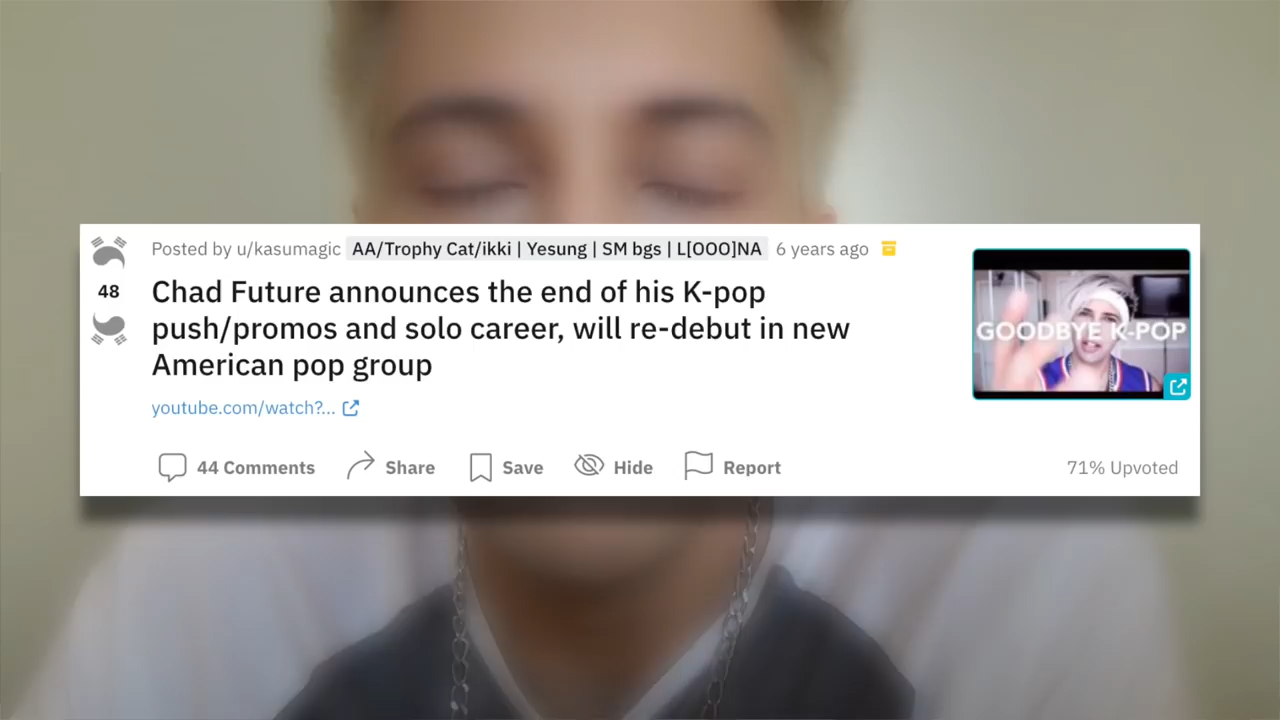 Posted by u/kasumagic AA/Trophy Cat/ikki | Yesung | SM bgs | L[OOO]NA 6 years ago
48
Chad Future announces the end of his K-pop
push/promos and solo career, will re-debut in new
American pop group
GOODBYE K-POP
youtube.com/watch?...
44 Comments Share Save Hide Report 71% Upvoted